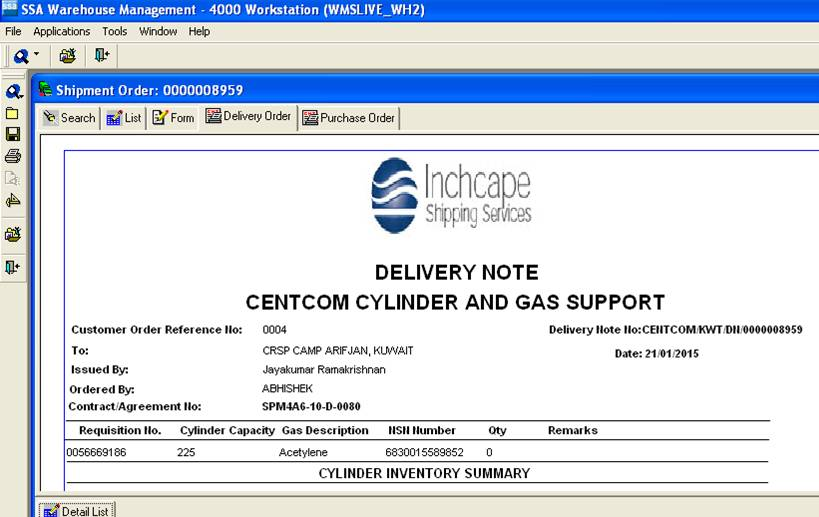 SSA Warehouse Management - 4000 Workstation (WMSLIVE_WH2)
File Applications Tools Window Help
Shipment Order: 0000008959
Search List Form Delivery Order Purchase Order
Inchcape
Shipping Services
DELIVERY NOTE
CENTCOM CYLINDER AND GAS SUPPORT
Customer Order Reference No: 0004 Delivery Note No:CENTCOM/KWT/DN/0000008959
To: CRSP CAMP ARIFJAN, KUWAIT Date: 21/01/2015
Issued By: Jayakumar Ramakrishnan
Ordered By: ABHISHEK
Contract/Agreement No: SPM4A6-10-D-0080
Requisition No. Cylinder Capacity Gas Description NSN Number Qty Remarks
0056669186 225 Acetylene 6830015589852 0
CYLINDER INVENTORY SUMMARY
Detail List